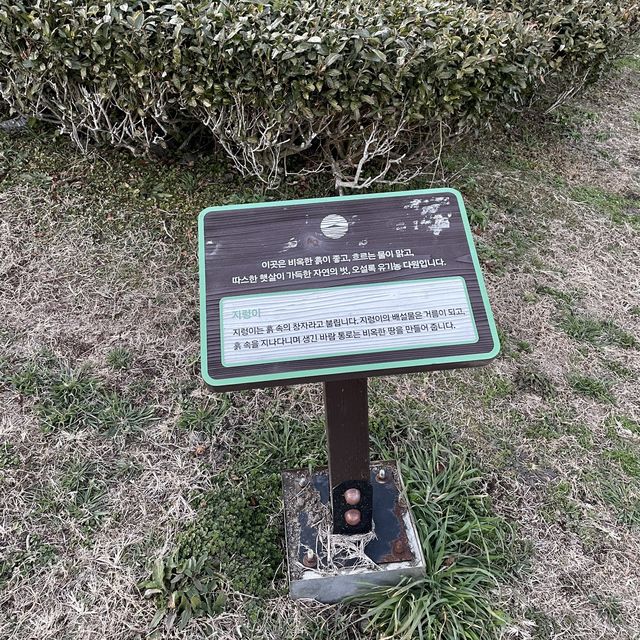 이곳은 비옥한 흙이 좋고, 흐르는 물이 맑고,
따스한 햇살이 가득한 자연의 벗, 오설록 유기농 다원입니다.
지렁이
지렁이는 흙 속의 창자라고 불립니다. 지렁이의 배설물은 거름이 되고,
흙 속을 지나다니며 생긴 바람 통로는 비옥한 땅을 만들어 줍니다.